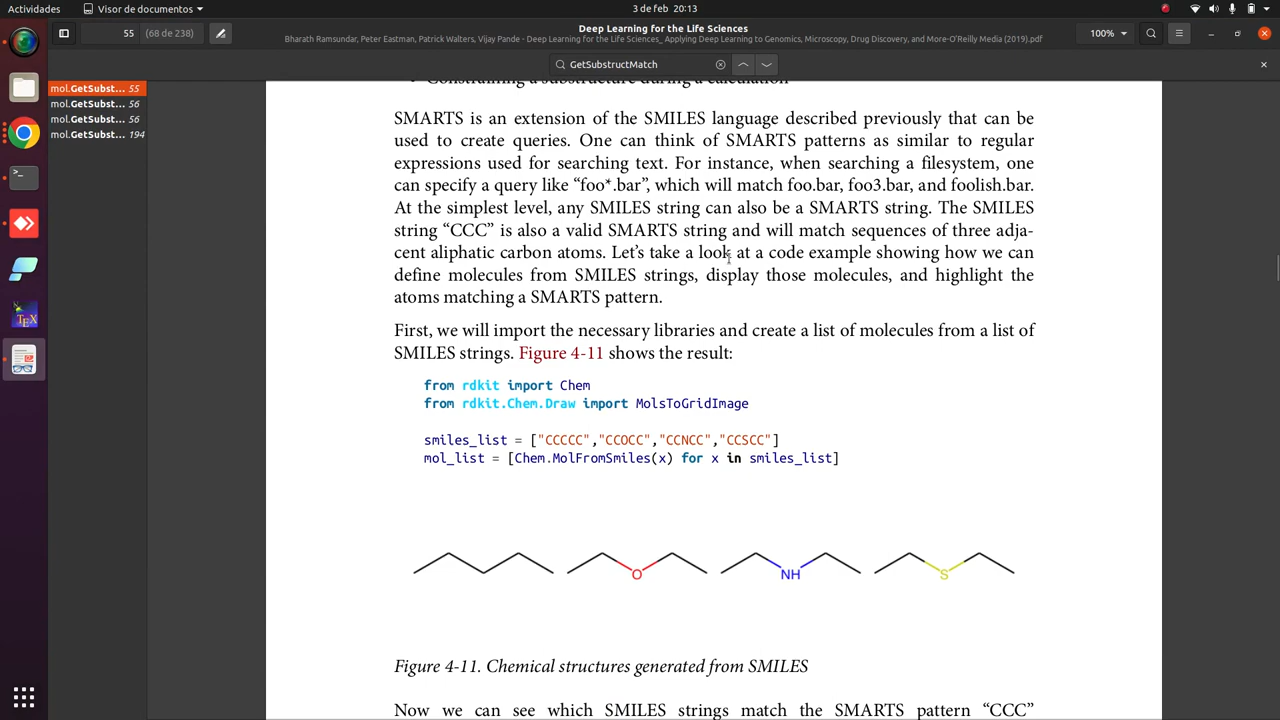 Actividades
Visor de documentos
3 de feb 20:13
55
(68 de 238)
Deep Learning for the Life Sciences
Bharath Ramsundar, Peter Eastman, Patrick Walters, Vijay Pande - Deep Learning for the Life Sciences_ Applying Deep Learning to Genomics, Microscopy, Drug Discovery, and More-O'Reilly Media (2019).pdf
100%
GetSubstructMatch
mol.GetSubst... 55
mol.GetSubst... 56
mol.GetSubst... 56
mol.GetSubst... 194
• Constraining a substructure during a calculation
SMARTS is an extension of the SMILES language described previously that can be
used to create queries. One can think of SMARTS patterns as similar to regular
expressions used for searching text. For instance, when searching a filesystem, one
can specify a query like “foo*.bar”, which will match foo.bar, foo3.bar, and foolish.bar.
At the simplest level, any SMILES string can also be a SMARTS string. The SMILES
string “CCC” is also a valid SMARTS string and will match sequences of three adja-
cent aliphatic carbon atoms. Let’s take a look at a code example showing how we can
define molecules from SMILES strings, display those molecules, and highlight the
atoms matching a SMARTS pattern.
First, we will import the necessary libraries and create a list of molecules from a list of
SMILES strings. Figure 4-11 shows the result:
from rdkit import Chem
from rdkit.Chem.Draw import MolsToGridImage
smiles_list = ["CCCCC","CCOCC","CCNCC","CCSCC"]
mol_list = [Chem.MolFromSmiles(x) for x in smiles_list]
O
NH
S
Figure 4-11. Chemical structures generated from SMILES
Now we can see which SMILES strings match the SMARTS pattern “CCC”
TEX